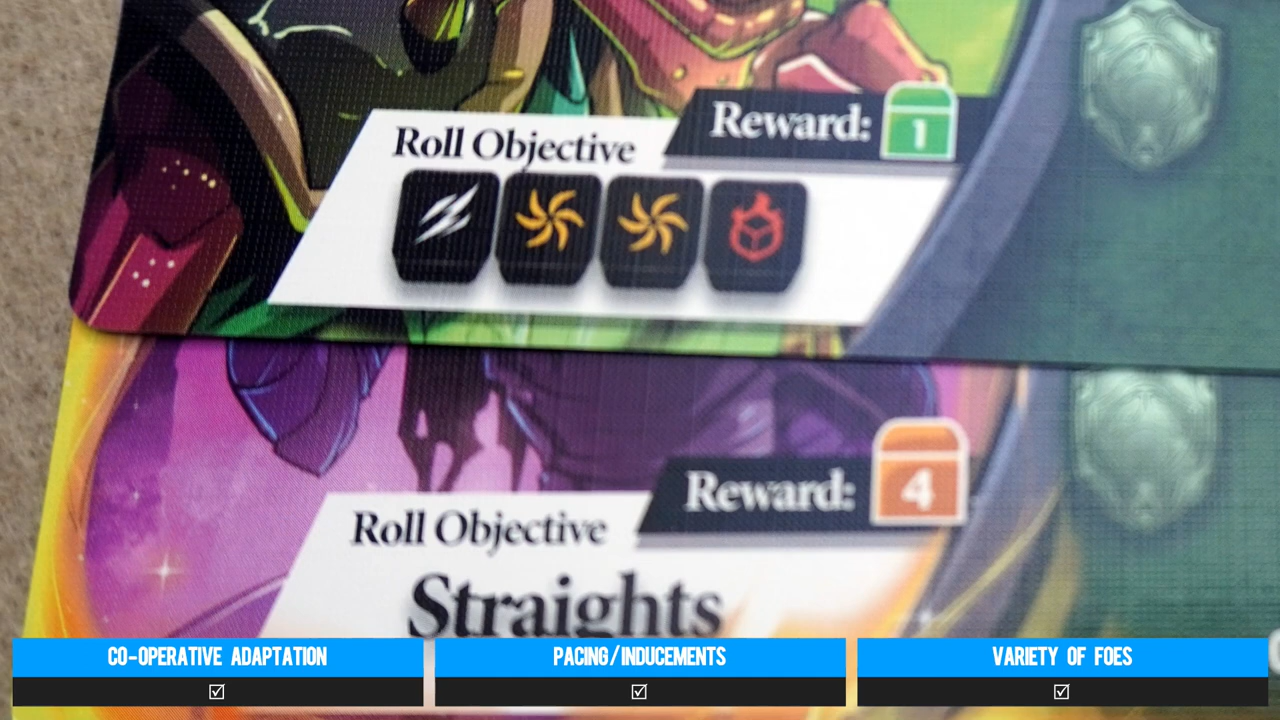 Reward: 1
Roll Objective
Reward: 4
Roll Objective
Straights
CO-OPERATIVE ADAPTATION
PACING/INDUCEMENTS
VARIETY OF FOES
☑
☑
☑